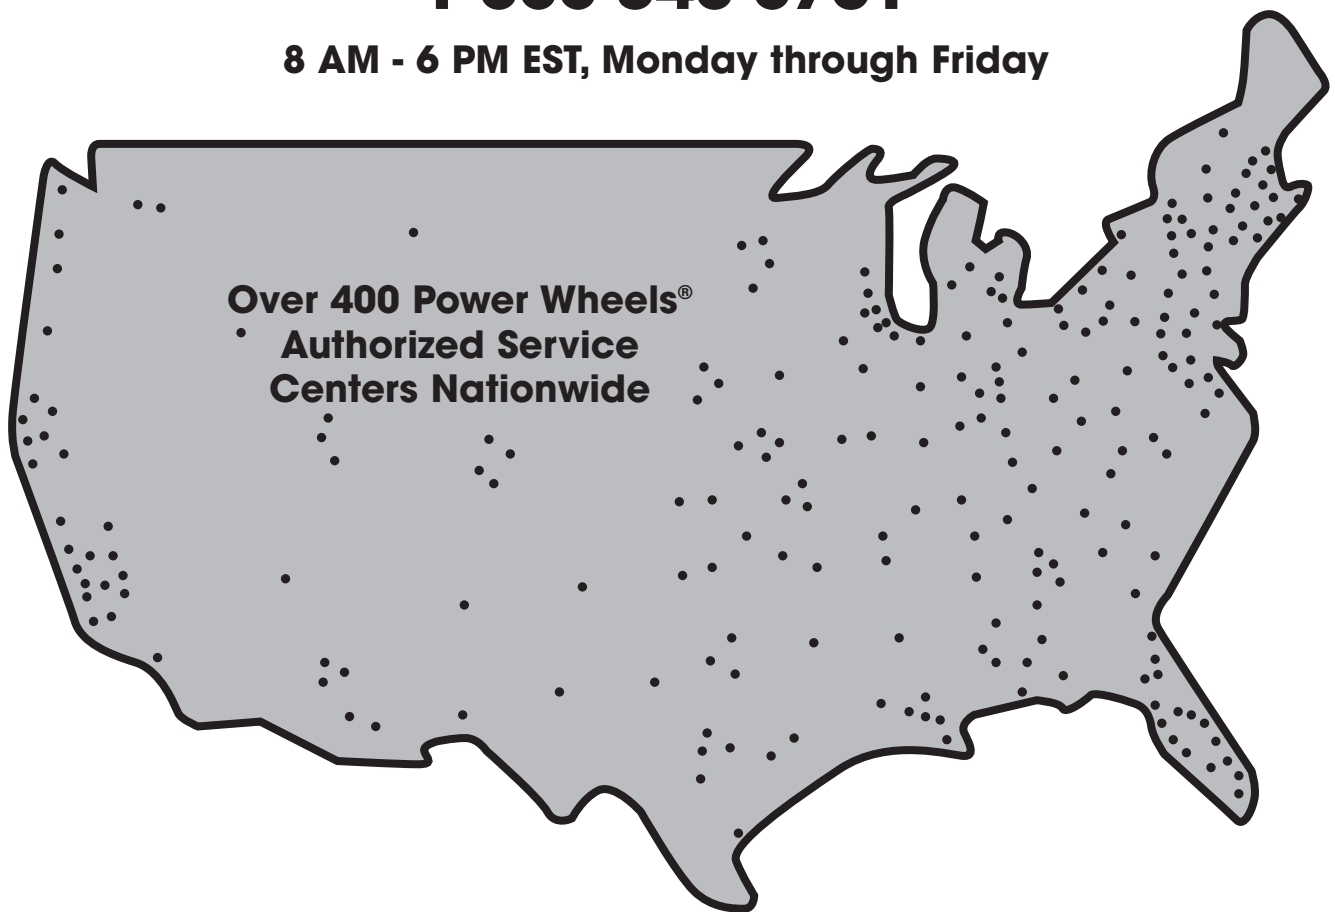 8 AM - 6 PM EST, Monday through Friday
Over 400 Power Wheels®
Authorized Service
Centers Nationwide